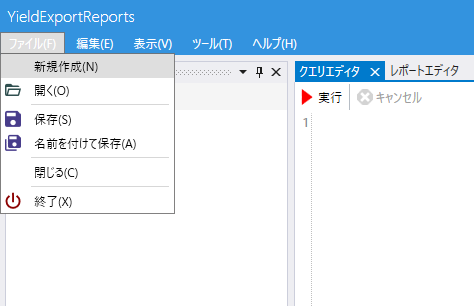 YieldExportReports
ファイル(F) 編集(E) 表示(V) ツール(T) ヘルプ(H)
新規作成(N)
開く(O)
保存(S)
名前を付けて保存(A)
閉じる(C)
終了(X)
クエリエディタ レポートエディタ
実行 キャンセル
1